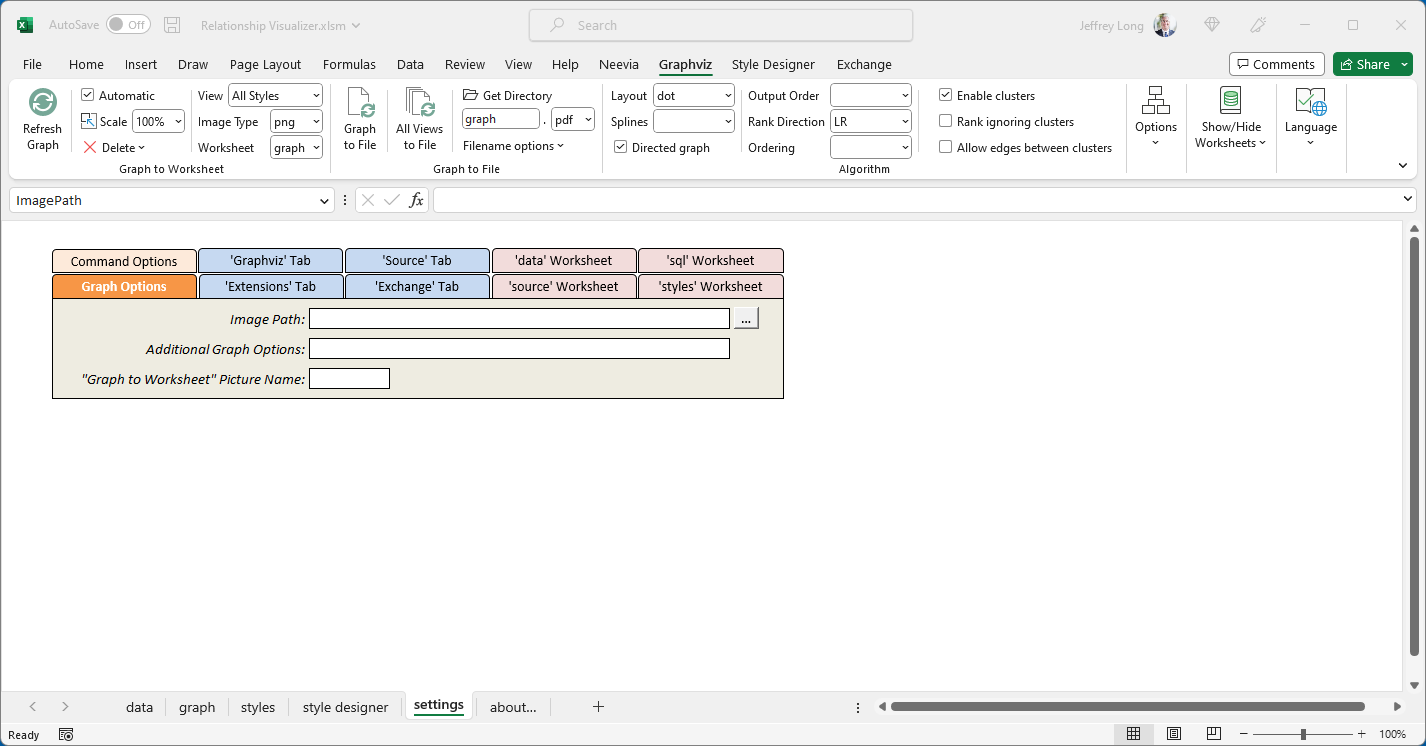 AutoSave Off Relationship Visualizer.xlsm Search Jeffrey Long
File Home Insert Draw Page Layout Formulas Data Review View Help Neevia Graphviz Style Designer Exchange Comments Share
Refresh Graph
Automatic
Scale 100%
Delete
View All Styles
Image Type png
Worksheet graph
Graph to Worksheet
Graph to File
All Views to File
Get Directory
graph . pdf
Filename options
Graph to File
Layout dot
Splines
Directed graph
Output Order
Rank Direction LR
Ordering
Enable clusters
Rank ignoring clusters
Allow edges between clusters
Algorithm
Options
Show/Hide
Worksheets
Language
ImagePath fx
Command Options 'Graphviz' Tab 'Source' Tab 'data' Worksheet 'sql' Worksheet
Graph Options 'Extensions' Tab 'Exchange' Tab 'source' Worksheet 'styles' Worksheet
Image Path: ...
Additional Graph Options:
"Graph to Worksheet" Picture Name:
data graph styles style designer settings about... +
Ready 100%